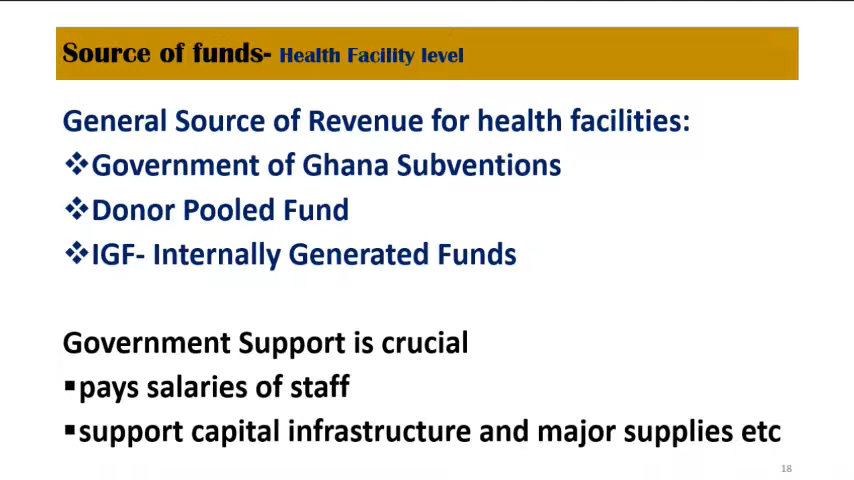 Source of funds- Health Facility level
General Source of Revenue for health facilities:
❖Government of Ghana Subventions
❖Donor Pooled Fund
❖IGF- Internally Generated Funds
Government Support is crucial
▪pays salaries of staff
▪support capital infrastructure and major supplies etc
18